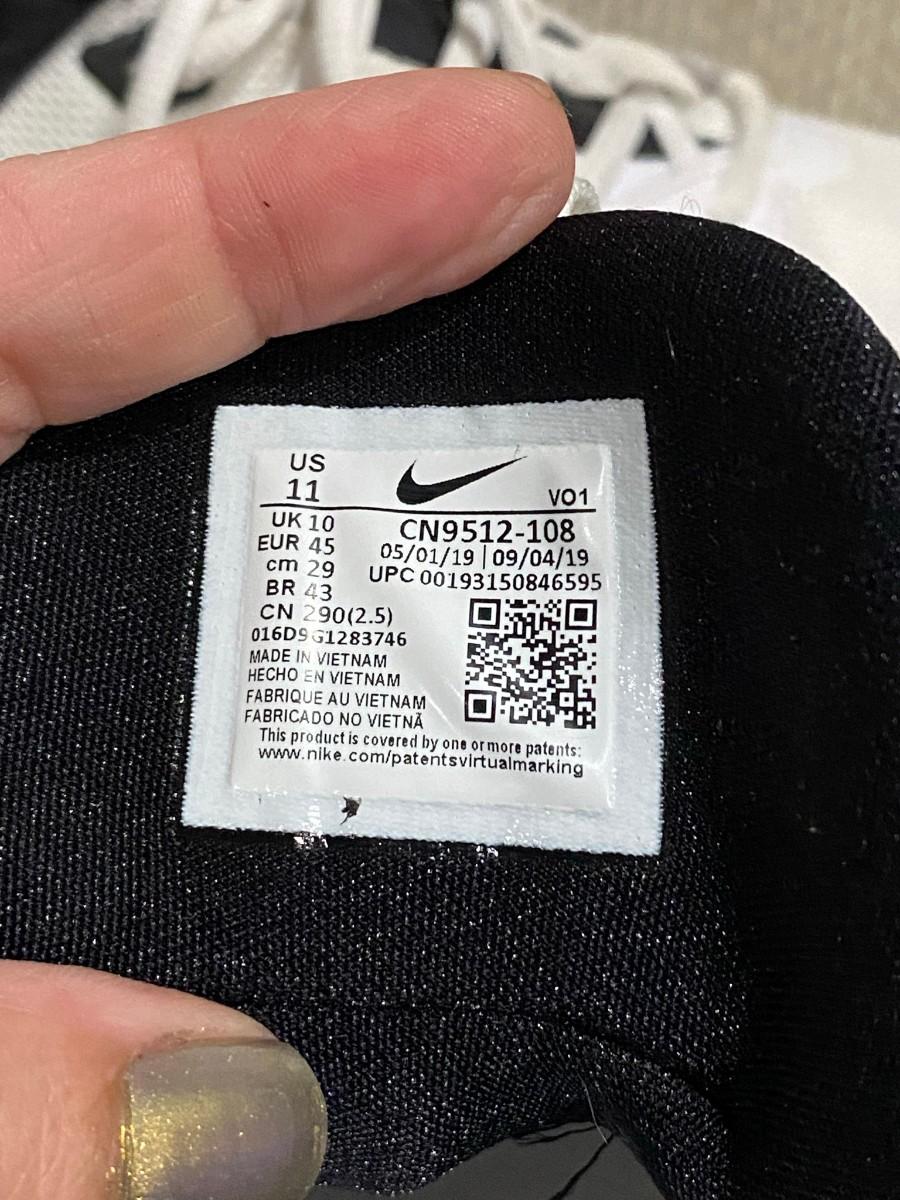 US
11
VO1
UK 10
EUR 45
cm 29
BR 43
CN 290(2.5)
CN9512-108
05/01/19 | 09/04/19
UPC 00193150846595
016D9G1283746
MADE IN VIETNAM
HECHO EN VIETNAM
FABRIQUE AU VIETNAM
FABRICADO NO VIETNÃ
This product is covered by one or more patents:
www.nike.com/patentsvirtualmarking